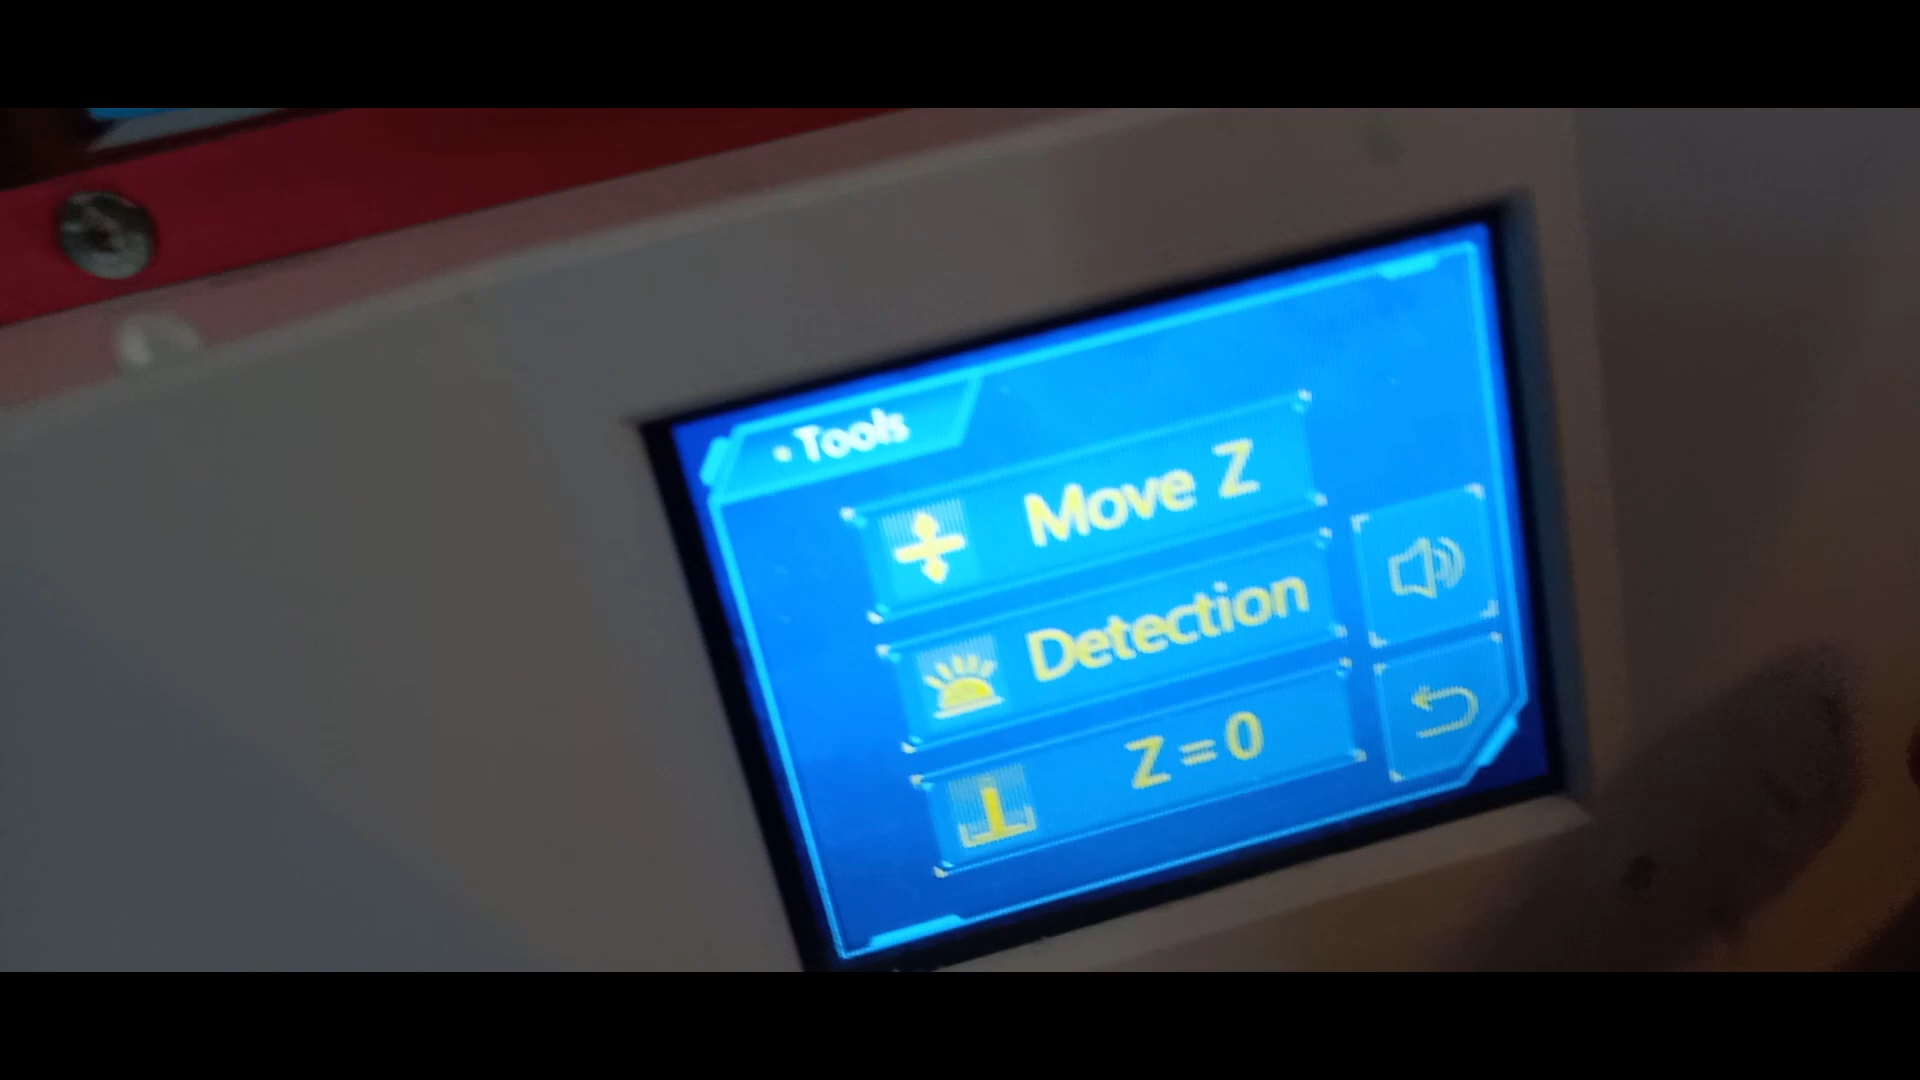 Tools
Move Z
Detection
Z = 0